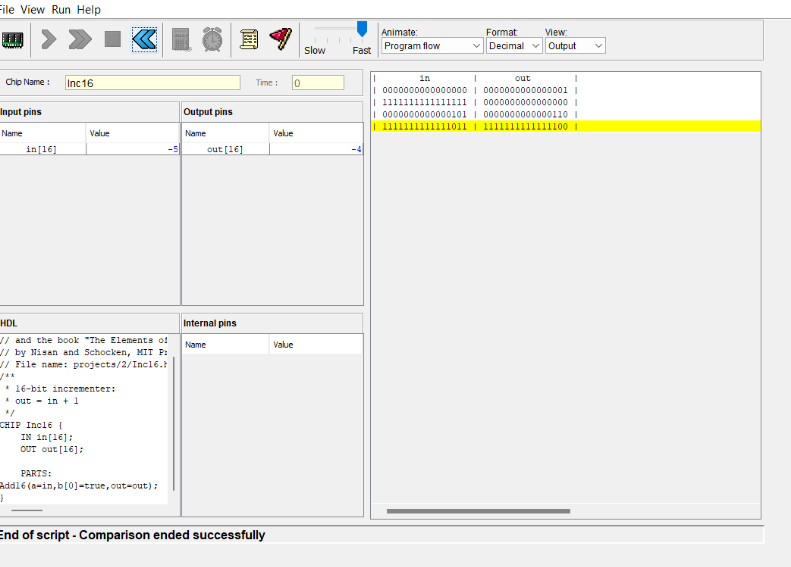 File View Run Help
Slow Fast
Animate: Format: View:
Program flow Decimal Output
Chip Name : Inc16 Time : 0
Input pins
Name Value
in[16] -5
Output pins
Name Value
out[16] -4
| in | out |
| 0000000000000000 | 0000000000000001 |
| 1111111111111111 | 0000000000000000 |
| 0000000000000101 | 0000000000000110 |
| 1111111111111011 | 1111111111111100 |
HDL
// and the book "The Elements of
// by Nisan and Schocken, MIT Pr
// File name: projects/2/Inc16.h
/**
* 16-bit incrementer:
* out = in + 1
*/
CHIP Inc16 {
IN in[16];
OUT out[16];
PARTS:
Add16(a=in,b[0]=true,out=out);
}
Internal pins
Name Value
End of script - Comparison ended successfully